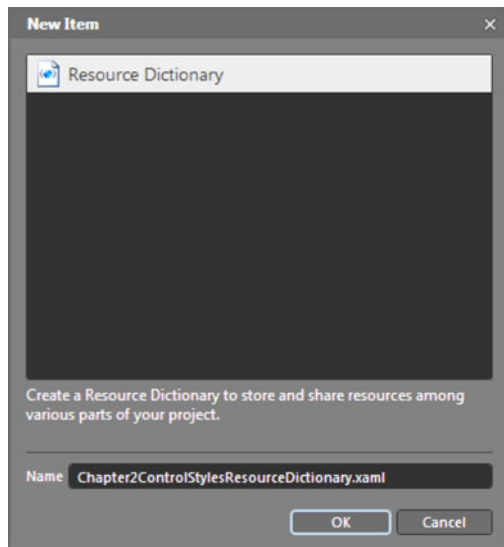 New Item
Resource Dictionary
Create a Resource Dictionary to store and share resources among
various parts of your project.
Name Chapter2ControlStylesResourceDictionary.xaml
OK Cancel